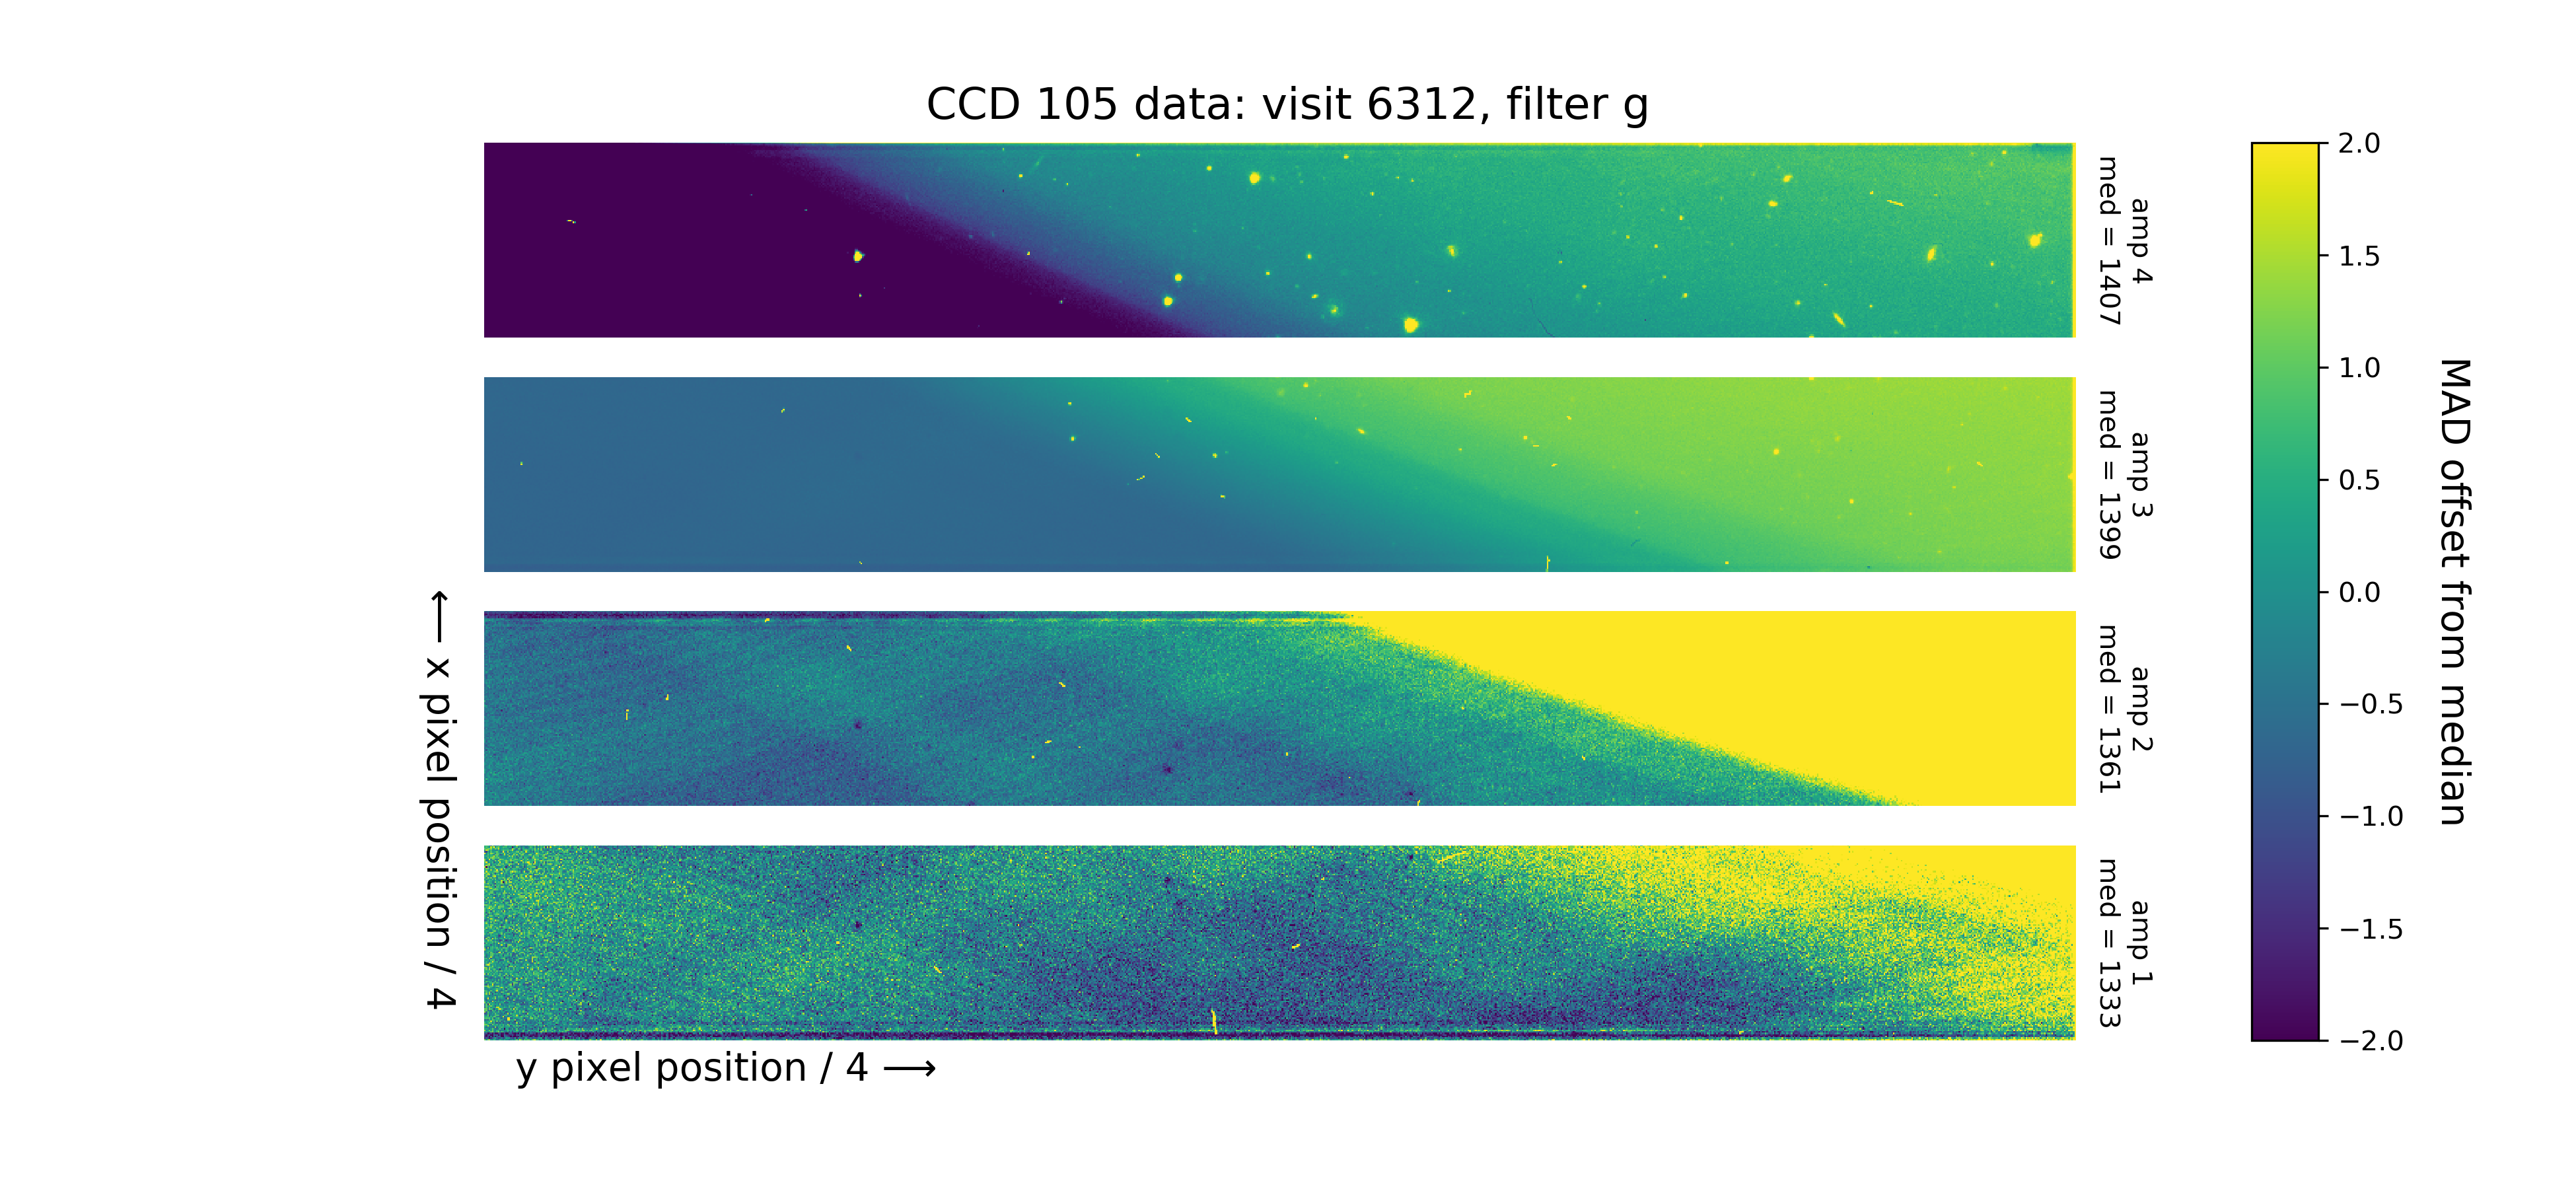 CCD 105 data: visit 6312, filter g
amp 4
med = 1407
amp 3
med = 1399
amp 2
med = 1361
amp 1
med = 1333
⟵ x pixel position / 4
y pixel position / 4 ⟶
2.0
1.5
1.0
0.5
0.0
−0.5
−1.0
−1.5
−2.0
MAD offset from median